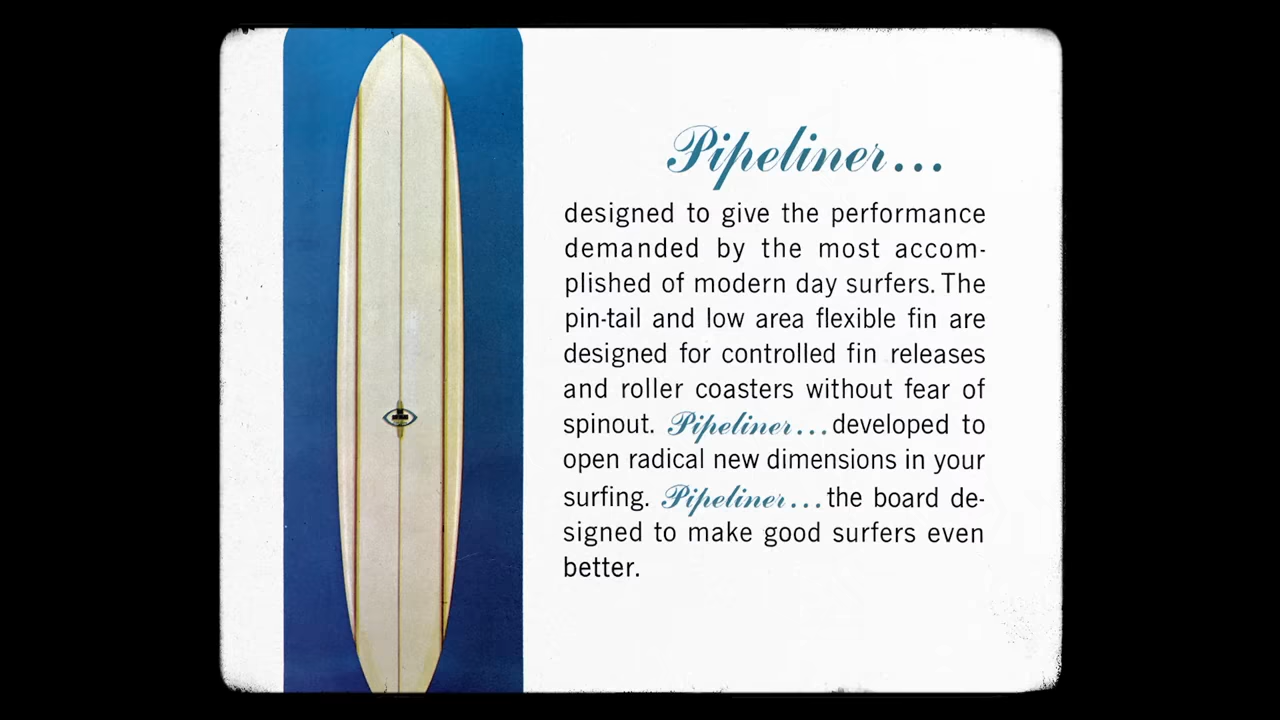 Pipeliner...
designed to give the performance
demanded by the most accom-
plished of modern day surfers. The
pin-tail and low area flexible fin are
designed for controlled fin releases
and roller coasters without fear of
spinout. Pipeliner...developed to
open radical new dimensions in your
surfing. Pipeliner...the board de-
signed to make good surfers even
better.